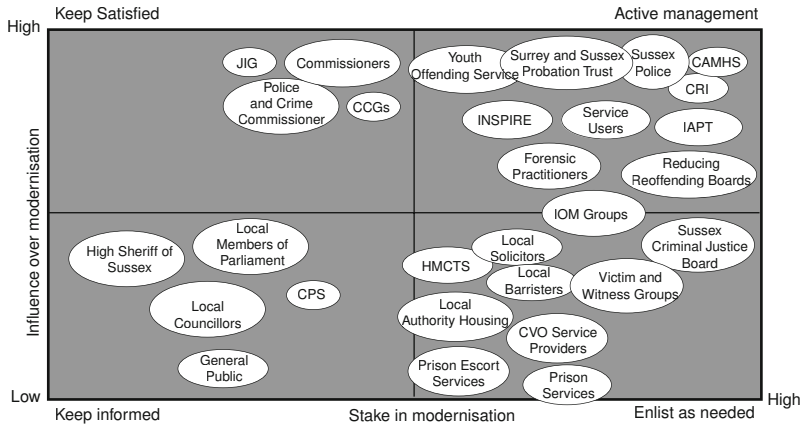 Keep Satisfied
Active management
High
JIG
Commissioners
Police
and Crime
Commissioner
CCGs
Youth
Offending Service
Surrey and Sussex
Probation Trust
Sussex
Police
CAMHS
CRI
INSPIRE
Service
Users
IAPT
Forensic
Practitioners
Reducing
Reoffending Boards
IOM Groups
Influence over modernisation
High Sheriff of
Sussex
Local
Members of
Parliament
CPS
Local
Councillors
General
Public
HMCTS
Local
Solicitors
Local
Barristers
Sussex
Criminal Justice
Board
Victim and
Witness Groups
Local
Authority Housing
CVO Service
Providers
Prison Escort
Services
Prison
Services
Low
High
Keep informed
Stake in modernisation
Enlist as needed